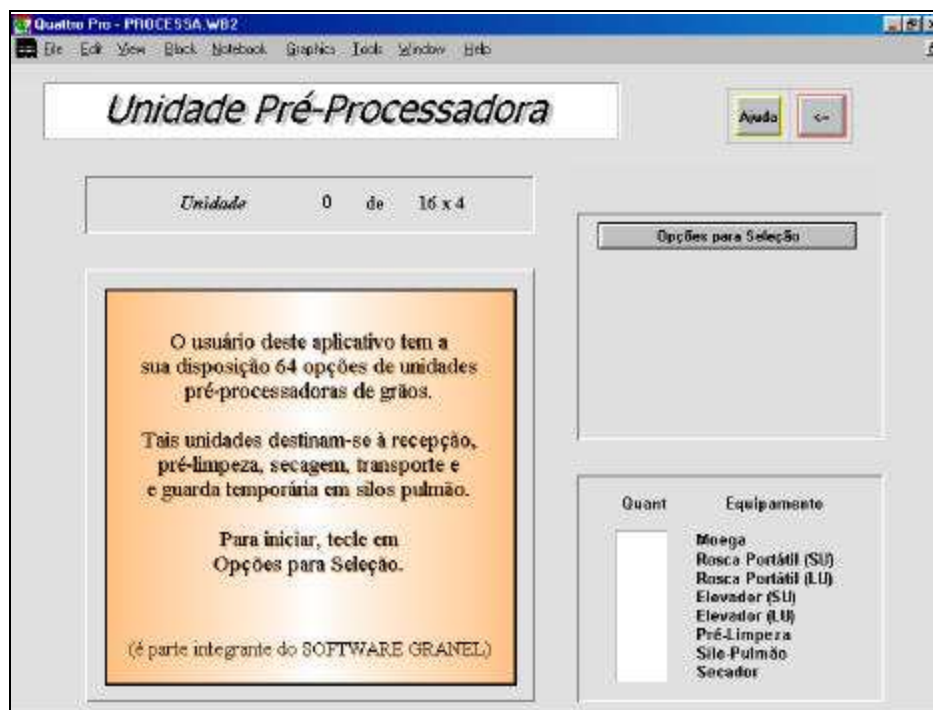 Quattro Pro - PROCESSA.WB2
File Edit View Block Notebook Graphics Tools Window Help
Unidade Pré-Processadora
Ajuda <-
Unidade 0 de 16 x 4
Opções para Seleção
O usuário deste aplicativo tem a
sua disposição 64 opções de unidades
pré-processadoras de grãos.
Tais unidades destinam-se à recepção,
pré-limpeza, secagem, transporte e
e guarda temporária em silos pulmão.
Para iniciar, tecle em
Opções para Seleção.
(é parte integrante do SOFTWARE GRANEL)
Quant Equipamento
Moega
Rosca Portátil (SU)
Rosca Portátil (LU)
Elevador (SU)
Elevador (LU)
Pré-Limpeza
Silo-Pulmão
Secador